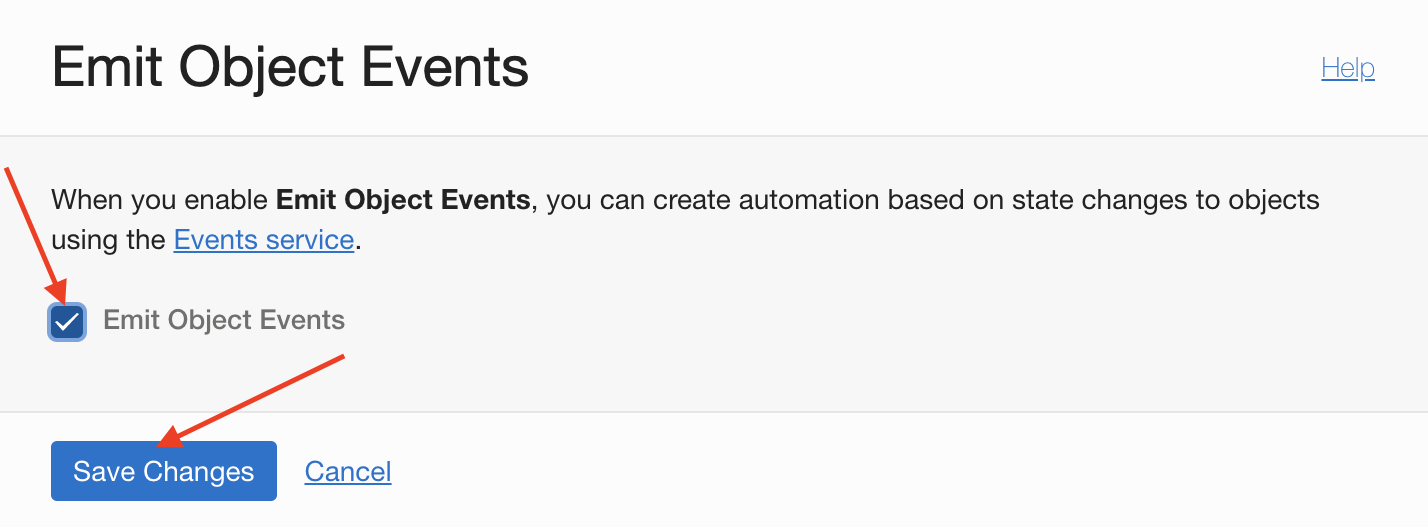 Emit Object Events
Help
When you enable Emit Object Events, you can create automation based on state changes to objects
using the Events service.
Emit Object Events
Save Changes
Cancel